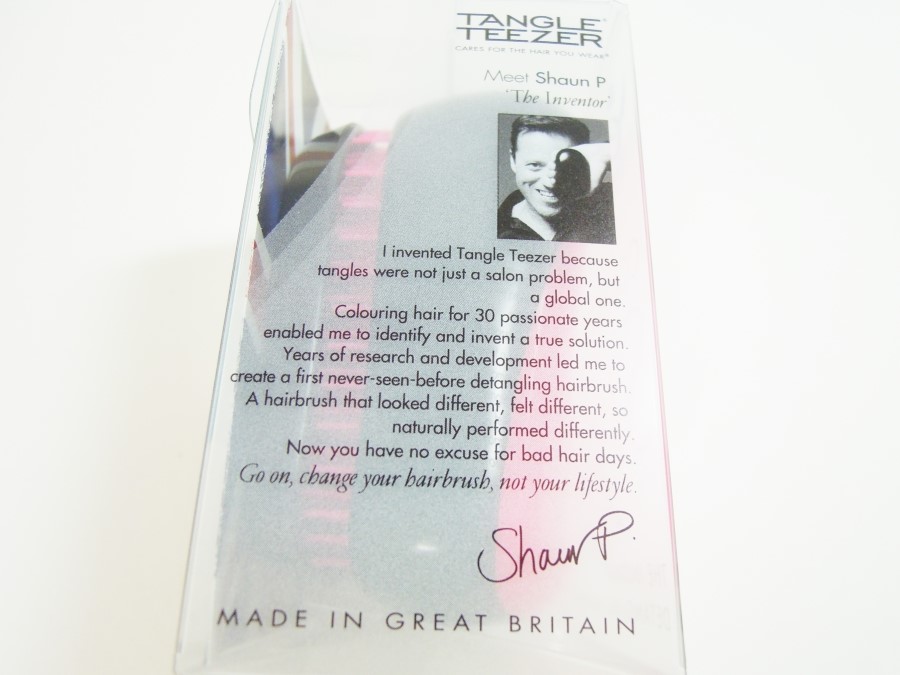 TANGLE
TEEZER®
CARES FOR THE HAIR YOU WEAR®
Meet Shaun P
'The Inventor'
I invented Tangle Teezer because
tangles were not just a salon problem, but
a global one.
Colouring hair for 30 passionate years
enabled me to identify and invent a true solution.
Years of research and development led me to
create a first never-seen-before detangling hairbrush.
A hairbrush that looked different, felt different, so
naturally performed differently.
Now you have no excuse for bad hair days.
Go on, change your hairbrush, not your lifestyle.
Shaun P.
MADE IN GREAT BRITAIN